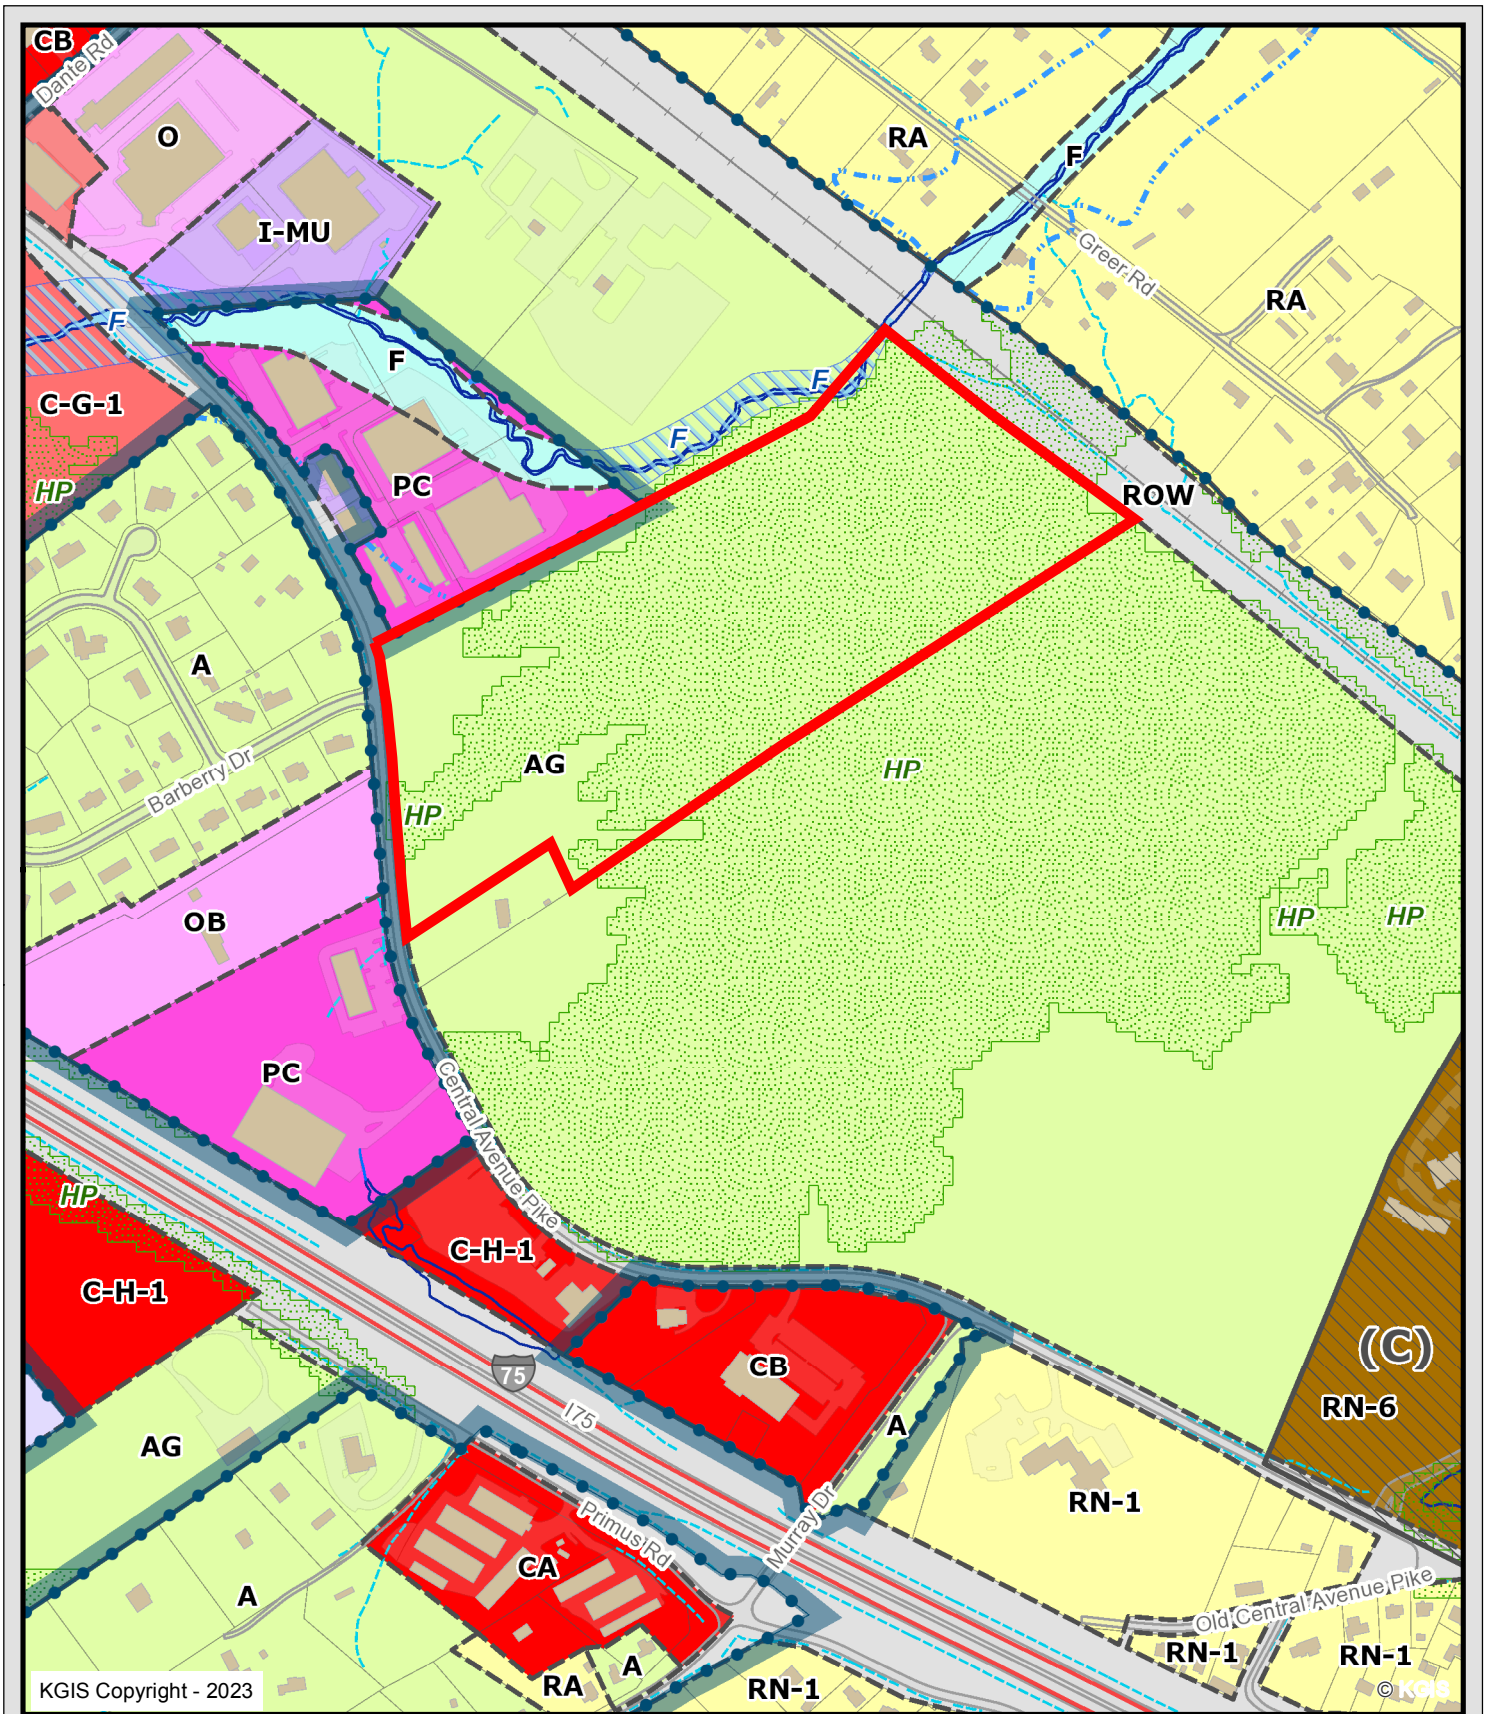 CB
Dante Rd
O
RA
F
I-MU
Greer Rd
RA
F
F
F
C-G-1
F
HP
PC
ROW
A
AG
HP
HP
Barberry Dr
OB
HP
HP
PC
Central Avenue Pike
HP
C-H-1
C-H-1
(C)
CB
75
I75
RN-6
A
AG
RN-1
Murray Dr
Primus Rd
CA
A
Old Central Avenue Pike
RN-1
RN-1
A
RA
RN-1
KGIS Copyright - 2023
© KGIS